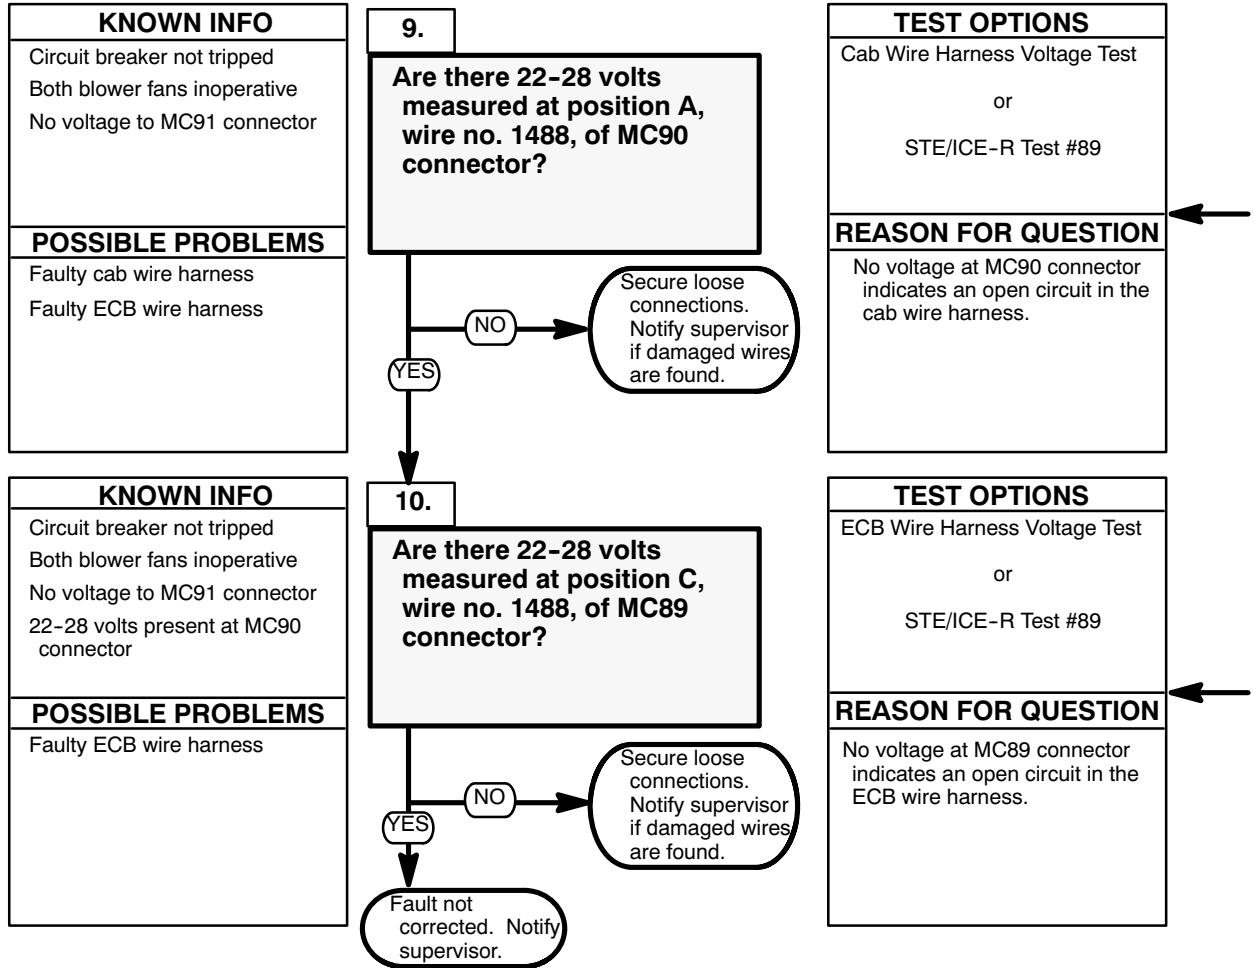 KNOWN INFO
Circuit breaker not tripped
Both blower fans inoperative
No voltage to MC91 connector
POSSIBLE PROBLEMS
Faulty cab wire harness
Faulty ECB wire harness
9.
Are there 22-28 volts
measured at position A,
wire no. 1488, of MC90
connector?
NO
Secure loose
connections.
Notify supervisor
if damaged wires
are found.
YES
TEST OPTIONS
Cab Wire Harness Voltage Test
or
STE/ICE-R Test #89
REASON FOR QUESTION
No voltage at MC90 connector
indicates an open circuit in the
cab wire harness.
KNOWN INFO
Circuit breaker not tripped
Both blower fans inoperative
No voltage to MC91 connector
22-28 volts present at MC90
connector
POSSIBLE PROBLEMS
Faulty ECB wire harness
10.
Are there 22-28 volts
measured at position C,
wire no. 1488, of MC89
connector?
NO
Secure loose
connections.
Notify supervisor
if damaged wires
are found.
YES
Fault not
corrected. Notify
supervisor.
TEST OPTIONS
ECB Wire Harness Voltage Test
or
STE/ICE-R Test #89
REASON FOR QUESTION
No voltage at MC89 connector
indicates an open circuit in the
ECB wire harness.